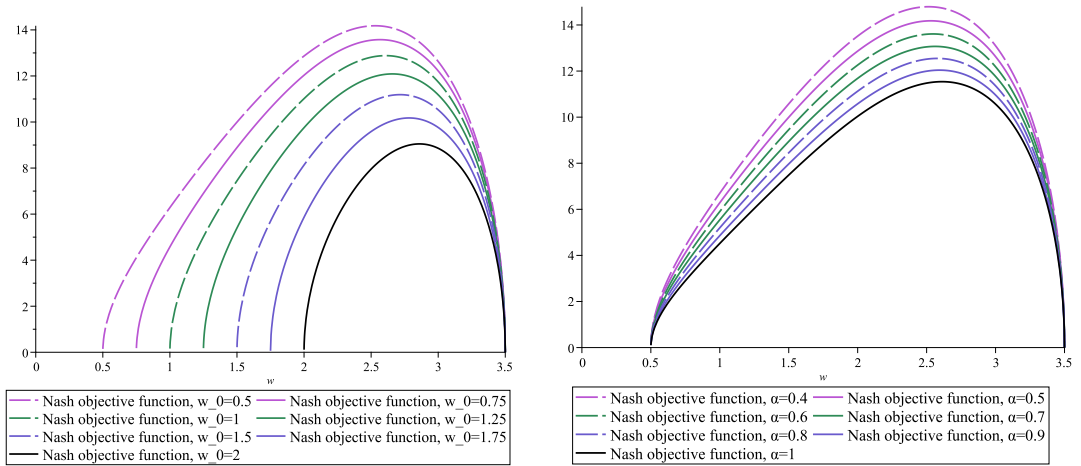 14
12
10
8
6
4
2
0
0 0.5 1 1.5 2 2.5 3 3.5
w
Nash objective function, w_0=0.5 Nash objective function, w_0=0.75
Nash objective function, w_0=1 Nash objective function, w_0=1.25
Nash objective function, w_0=1.5 Nash objective function, w_0=1.75
Nash objective function, w_0=2
14
12
10
8
6
4
2
0
0 0.5 1 1.5 2 2.5 3 3.5
w
Nash objective function, α=0.4 Nash objective function, α=0.5
Nash objective function, α=0.6 Nash objective function, α=0.7
Nash objective function, α=0.8 Nash objective function, α=0.9
Nash objective function, α=1